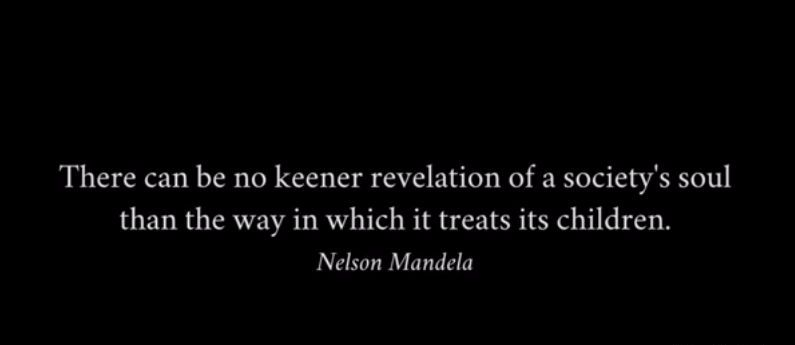 There can be no keener revelation of a society's soul
than the way in which it treats its children.
Nelson Mandela